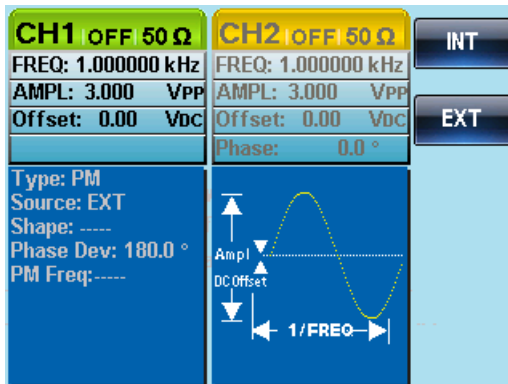 CH1 OFF 50 Ω
FREQ: 1.000000 kHz
AMPL: 3.000 VPP
Offset: 0.00 VDC
CH2 OFF 50 Ω
FREQ: 1.000000 kHz
AMPL: 3.000 VPP
Offset: 0.00 VDC
Phase: 0.0 °
INT
EXT
Type: PM
Source: EXT
Shape: -----
Phase Dev: 180.0 °
PM Freq:-----
Ampl
DC Offset
1/FREQ